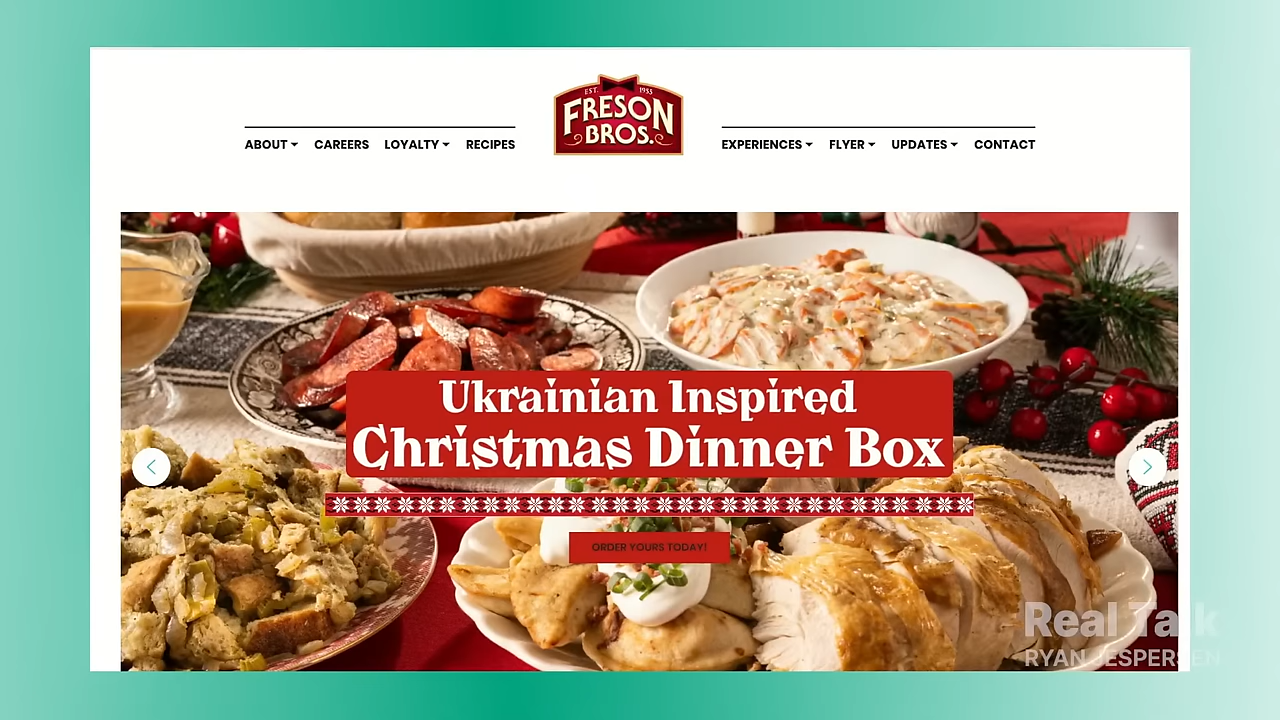 EST. 1955
FRESON
BROS.
ABOUT CAREERS LOYALTY RECIPES
EXPERIENCES FLYER UPDATES CONTACT
Ukrainian Inspired
Christmas Dinner Box
ORDER YOURS TODAY!
Real Talk
RYAN JESPERSEN